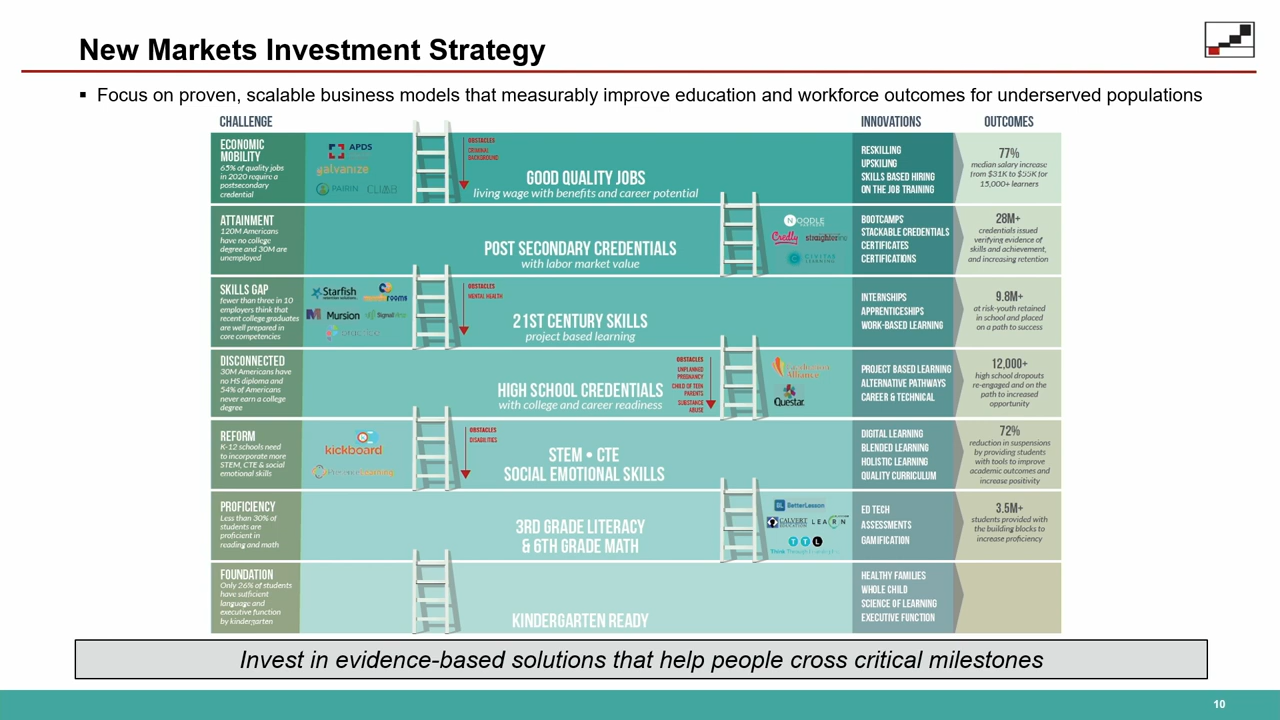 New Markets Investment Strategy
▪ Focus on proven, scalable business models that measurably improve education and workforce outcomes for underserved populations
CHALLENGE
INNOVATIONS
OUTCOMES
ECONOMIC
MOBILITY
65% of quality jobs
in 2020 require a
postsecondary
credential
APDS
galvanize
PAIRIN
CLIMB
OBSTACLES
CRIMINAL
BACKGROUND
GOOD QUALITY JOBS
living wage with benefits and career potential
RESKILLING
UPSKILING
SKILLS BASED HIRING
ON THE JOB TRAINING
77%
median salary increase
from $31K to $55K for
15,000+ learners
ATTAINMENT
120M Americans
have no college
degree and 30M are
unemployed
POST SECONDARY CREDENTIALS
with labor market value
NOODLE
Credly
straighterline
CIVITAS
LEARNING
BOOTCAMPS
STACKABLE CREDENTIALS
CERTIFICATES
CERTIFICATIONS
28M+
credentials issued
verifying evidence of
skills and achievement,
and increasing retention
SKILLS GAP
fewer than three in 10
employers think that
recent college graduates
are well prepared in
core competencies
Starfish
rooms
Mursion
SignalVine
OBSTACLES
MENTAL HEALTH
21ST CENTURY SKILLS
project based learning
INTERNSHIPS
APPRENTICESHIPS
WORK-BASED LEARNING
9.8M+
at risk-youth retained
in school and placed
on a path to success
DISCONNECTED
30M Americans have
no HS diploma and
54% of Americans
never earn a college
degree
HIGH SCHOOL CREDENTIALS
with college and career readiness
OBSTACLES
UNPLANNED
PREGNANCY
CHILD OF TEEN
PARENTS
SUBSTANCE
ABUSE
Alliance
Questar
PROJECT BASED LEARNING
ALTERNATIVE PATHWAYS
CAREER & TECHNICAL
12,000+
high school dropouts
re-engaged and on the
path to increased
opportunity
REFORM
K-12 schools need
to incorporate more
STEM, CTE & social
emotional skills
kickboard
OBSTACLES
DISABILITIES
STEM • CTE
SOCIAL EMOTIONAL SKILLS
DIGITAL LEARNING
BLENDED LEARNING
HOLISTIC LEARNING
QUALITY CURRICULUM
72%
reduction in suspensions
by providing students
with tools to improve
academic outcomes and
increase positivity
PROFICIENCY
Less than 30% of
students are
proficient in
reading and math
3RD GRADE LITERACY
& 6TH GRADE MATH
BL BetterLesson
CALVERT
EDUCATION
LEARN
TTL
Think Through
ED TECH
ASSESSMENTS
GAMIFICATION
3.5M+
students provided with
the building blocks to
increase proficiency
FOUNDATION
Only 26% of students
have sufficient
language and
executive function
by kindergarten
KINDERGARTEN READY
HEALTHY FAMILIES
WHOLE CHILD
SCIENCE OF LEARNING
EXECUTIVE FUNCTION
Invest in evidence-based solutions that help people cross critical milestones
10